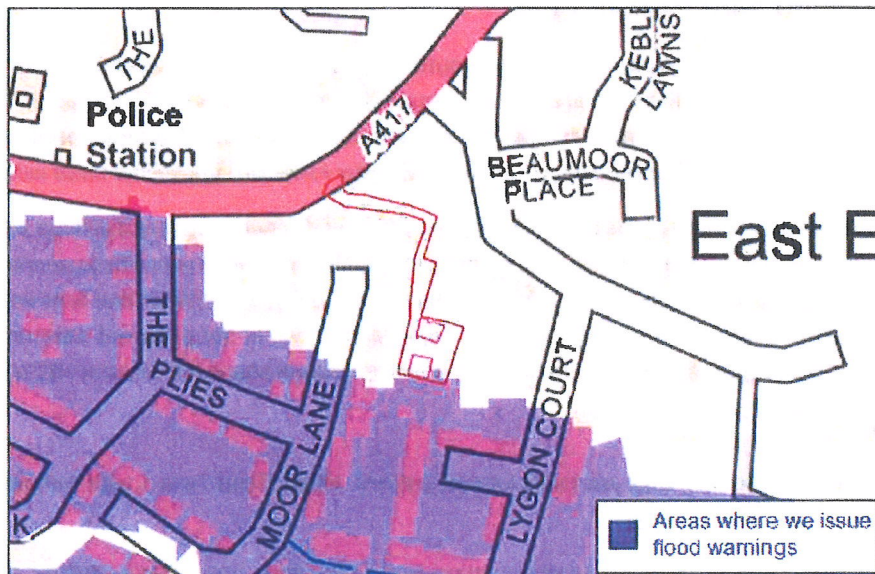 THE
KEBLE
LAWNS
Police
Station
A417
BEAUMOOR
PLACE
East E
THE
PLIES
MOOR LANE
LYGON COURT
K
Areas where we issue
flood warnings